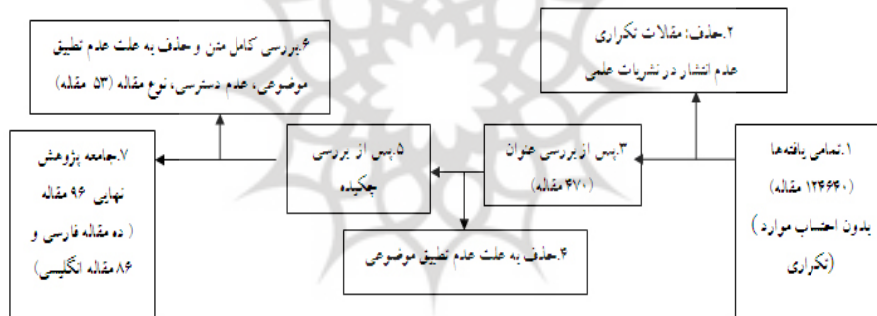 ۱.تمامی یافته‌ها
(۱۲۴۶۴۰ مقاله)
بدون احتساب موارد )
(تکراری
۲.حذف: مقالات تکراری
عدم انتشار در نشریات علمی
۳.پس از بررسی عنوان
(۴۷۰ مقاله)
۴.حذف به علت عدم تطبیق موضوعی
۵.پس از بررسی
چکیده
۶.بررسی کامل متن و حذف به علت عدم تطبیق
موضوعی، عدم دسترسی، نوع مقاله (۵۳ مقاله)
۷.جامعه پژوهش
نهایی ۹۶ مقاله
( ده مقاله فارسی و
۸۶ مقاله انگلیسی)